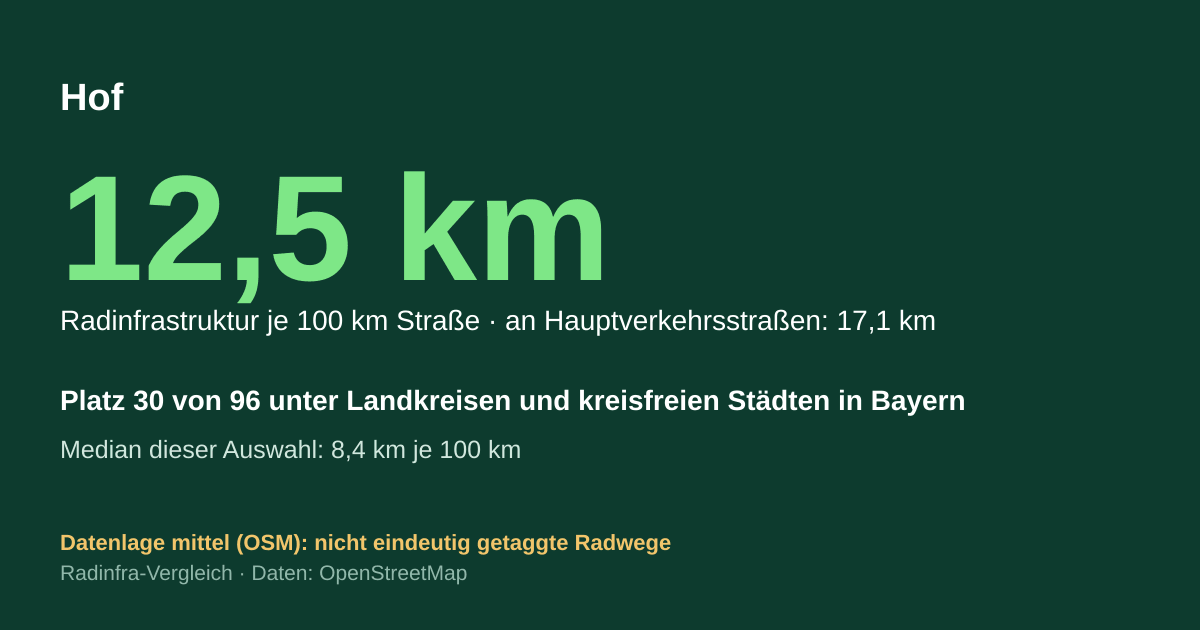 Hof
12,5 km
Radinfrastruktur je 100 km Straße · an Hauptverkehrsstraßen: 17,1 km
Platz 30 von 96 unter Landkreisen und kreisfreien Städten in Bayern
Median dieser Auswahl: 8,4 km je 100 km
Datenlage mittel (OSM): nicht eindeutig getaggte Radwege
Radinfra-Vergleich · Daten: OpenStreetMap